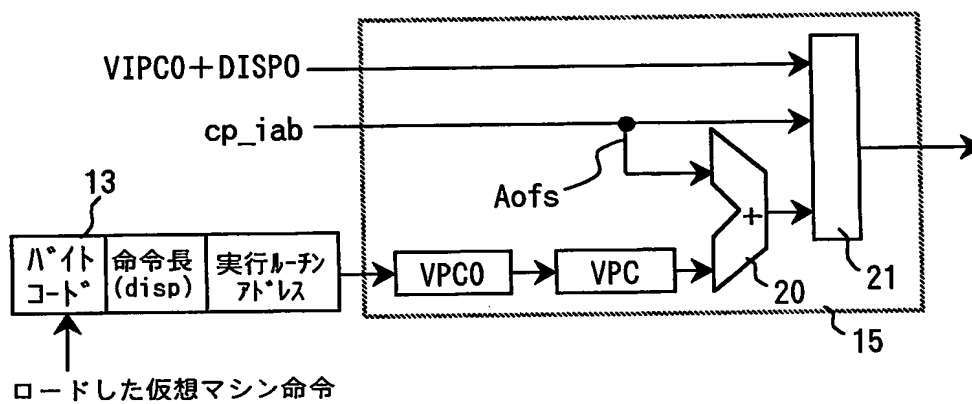 VIPC0+DISP0
cp_iab
Aofs
13
ﾊﾞｲﾄ
ｺｰﾄﾞ
命令長
(disp)
実行ﾙｰﾁﾝ
ｱﾄﾞﾚｽ
VPC0
VPC
+
20
21
15
ロードした仮想マシン命令